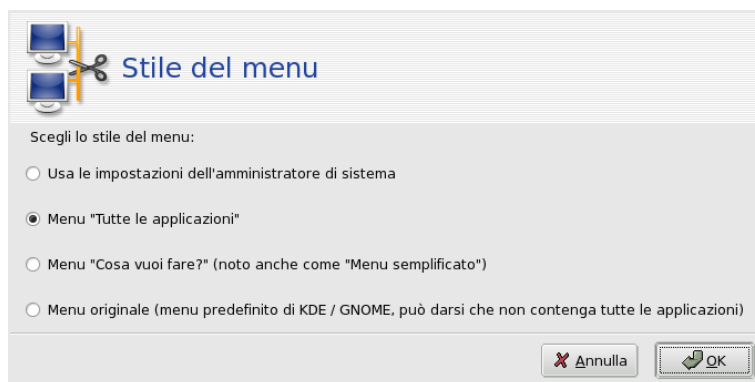 Stile del menu
Scegli lo stile del menu:
Usa le impostazioni dell'amministratore di sistema
Menu "Tutte le applicazioni"
Menu "Cosa vuoi fare?" (noto anche come "Menu semplificato")
Menu originale (menu predefinito di KDE / GNOME, può darsi che non contenga tutte le applicazioni)
Annulla OK